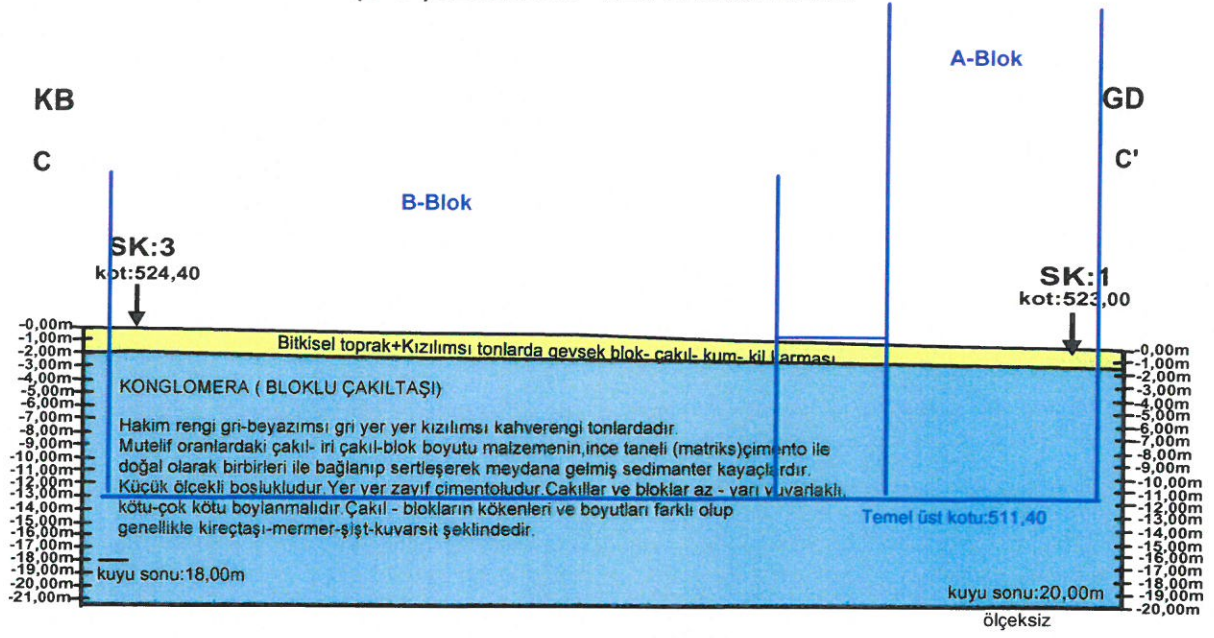 A-Blok
KB
GD
C
C'
B-Blok
SK:3
kot:524,40
SK:1
kot:523,00
Bitkisel toprak+Kızılımsı tonlarda gevsek blok- çakıl- kum- kil karması
KONGLOMERA ( BLOKLU ÇAKILTAŞI)
Hakim rengi gri-beyazımsı gri yer yer kızılımsı kahverengi tonlardadır.
Mutelif oranlardaki çakıl- iri çakıl-blok boyutu malzemenin,ince taneli (matriks)çimento ile
doğal olarak birbirleri ile bağlanıp sertleşerek meydana gelmiş sedimanter kayaçlardır.
Küçük ölçekli boşlukludur.Yer yer zayıf çimentoludur.Cakıllar ve bloklar az - yarı yuvarlaklı,
kötu-çok kötu boylanmalıdır.Çakıl - blokların kökenleri ve boyutları farklı olup
genellikle kireçtaşı-mermer-şişt-kuvarsit şeklindedir.
Temel üst kotu:511,40
kuyu sonu:18,00m
kuyu sonu:20,00m
ölçeksiz
-0,00m
-1,00m
-2,00m
-3,00m
-4,00m
-5,00m
-6,00m
-7,00m
-8,00m
-9,00m
-10,00m
-11,00m
-12,00m
-13,00m
-14,00m
-15,00m
-16,00m
-17,00m
-18,00m
-19,00m
-20,00m
-21,00m
-0,00m
-1,00m
-2,00m
-3,00m
-4,00m
-5,00m
-6,00m
-7,00m
-8,00m
-9,00m
-10,00m
-11,00m
-12,00m
-13,00m
-14,00m
-15,00m
-16,00m
-17,00m
-18,00m
-19,00m
-20,00m